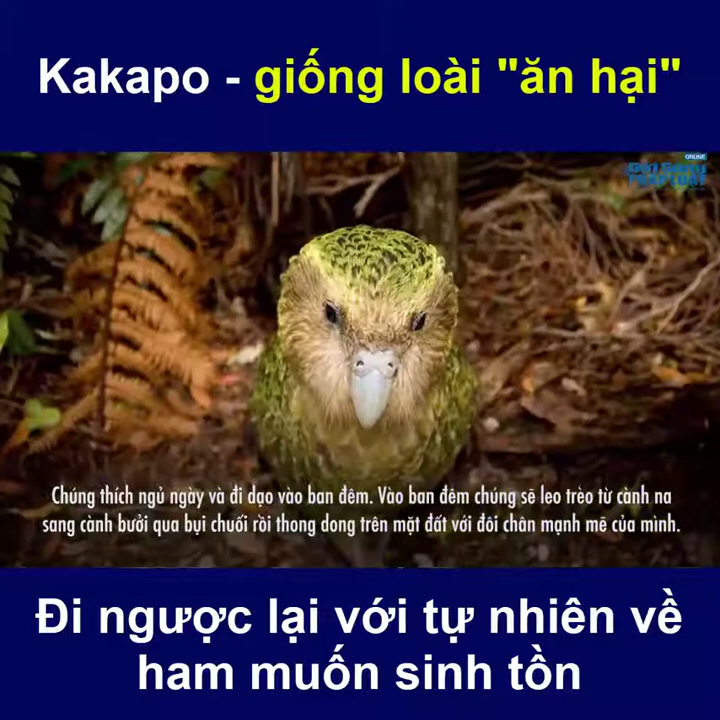 Kakapo - giống loài "ăn hại"
ONLINE
Chúng thích ngủ ngày và đi dạo vào ban đêm. Vào ban đêm chúng sẽ leo trèo từ cành na
sang cành bưởi qua bụi chuối rồi thong dong trên mặt đất với đôi chân mạnh mẽ của mình.
Đi ngược lại với tự nhiên về
ham muốn sinh tồn